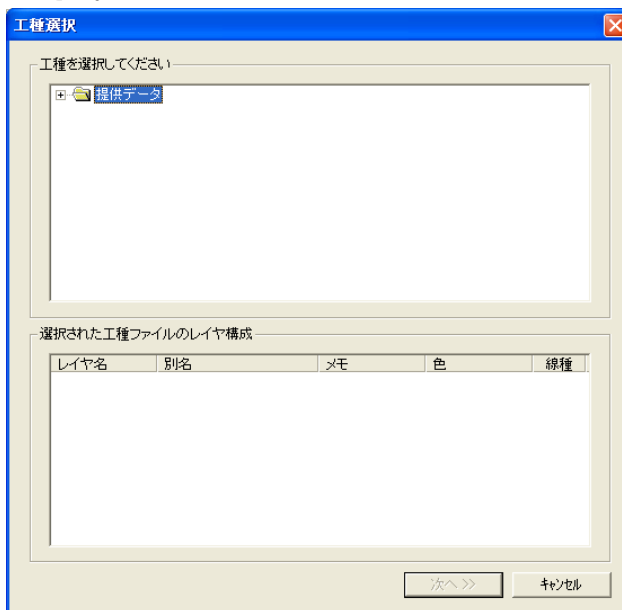 工種選択
工種を選択してください
提供データ
選択された工種ファイルのレイヤ構成
レイヤ名 別名 メモ 色 線種
次へ >> キャンセル